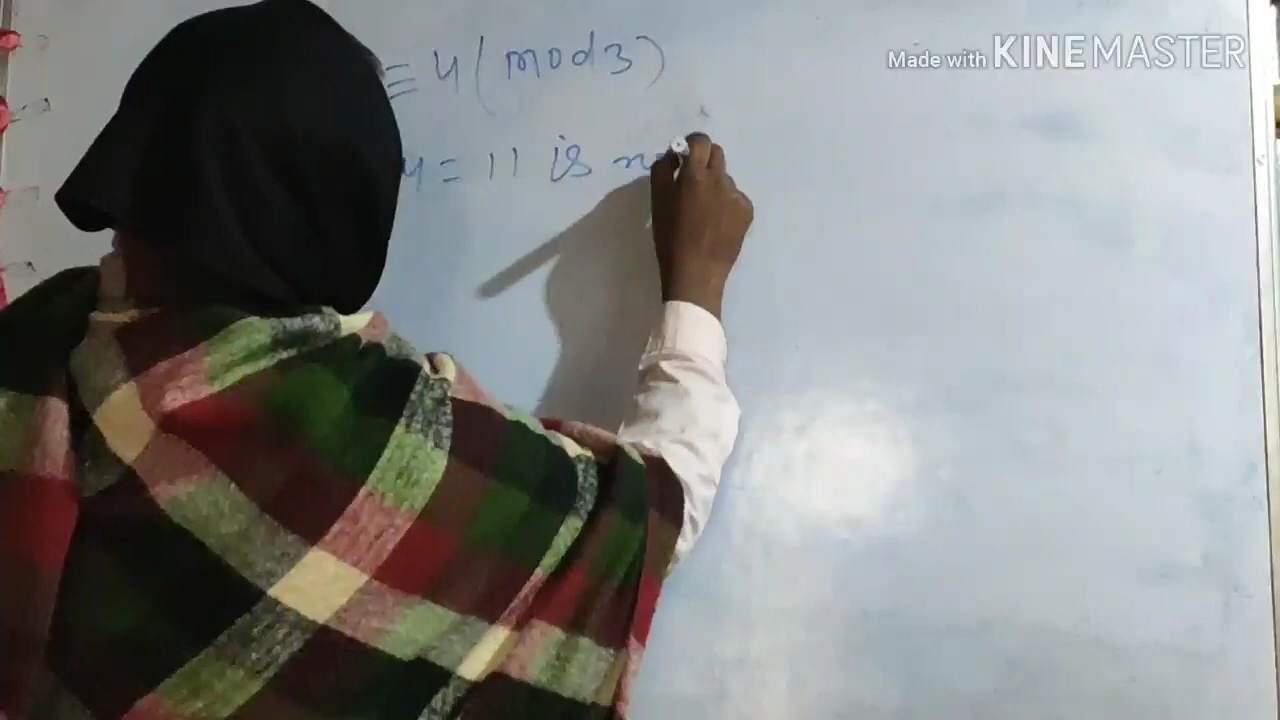 Made with KINEMASTER
≡ 4 (mod 3)
4 = 11 is